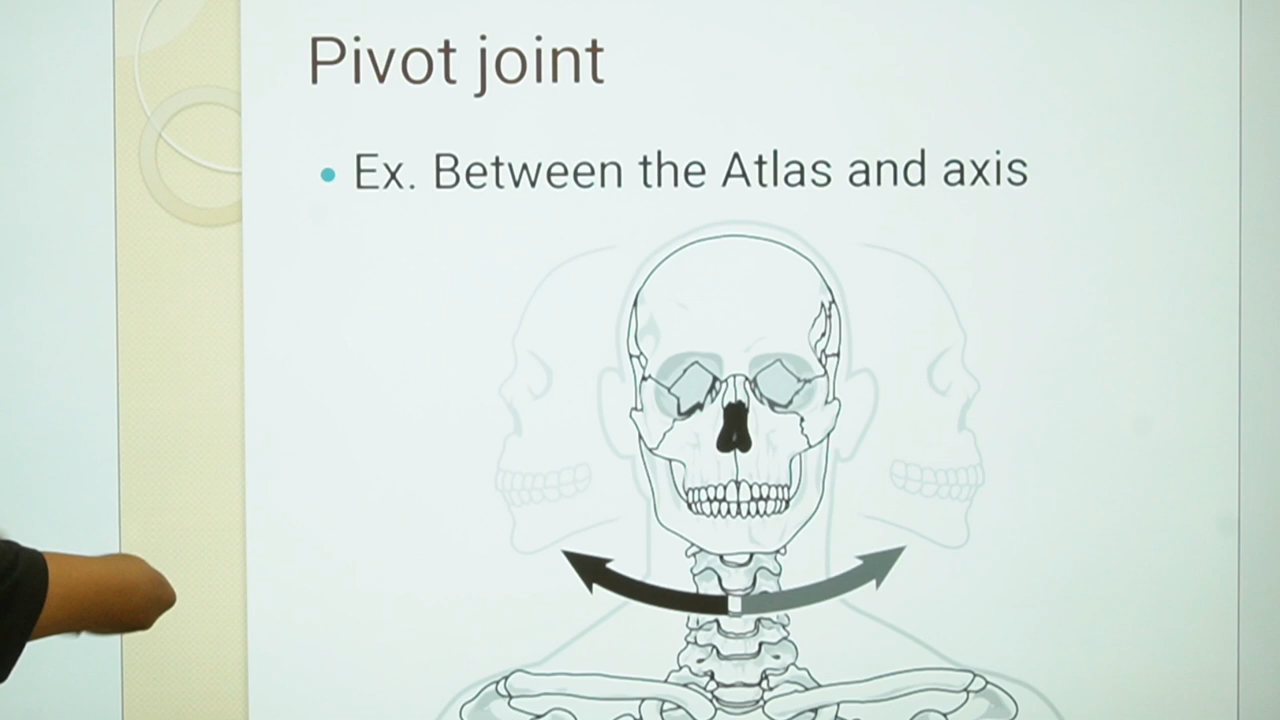 Pivot joint
• Ex. Between the Atlas and axis